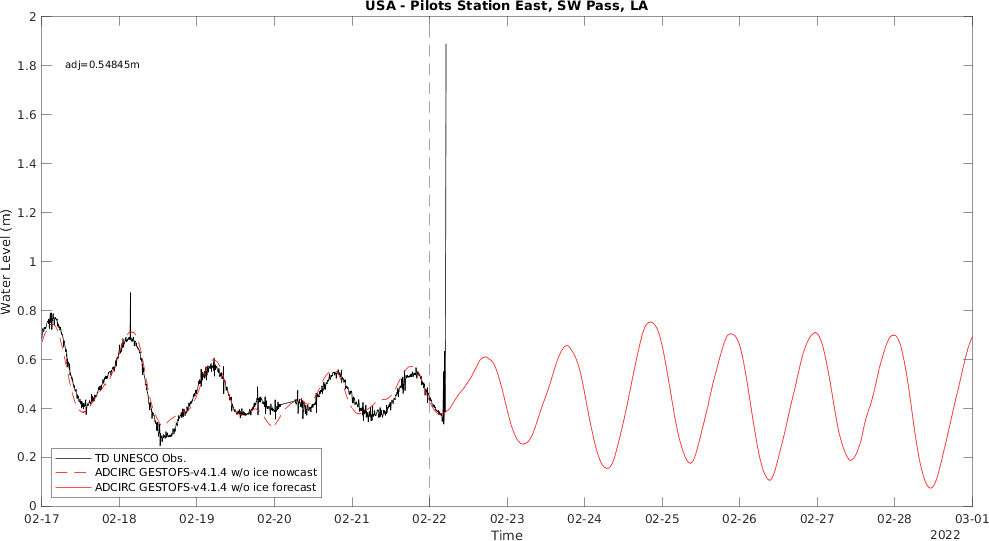 USA - Pilots Station East, SW Pass, LA
2
1.8
1.6
1.4
1.2
1
0.8
0.6
0.4
0.2
0
Water Level (m)
adj=0.54845m
TD UNESCO Obs.
ADCIRC GESTOFS-v4.1.4 w/o ice nowcast
ADCIRC GESTOFS-v4.1.4 w/o ice forecast
02-17 02-18 02-19 02-20 02-21 02-22 02-23 02-24 02-25 02-26 02-27 02-28 03-01
Time
2022